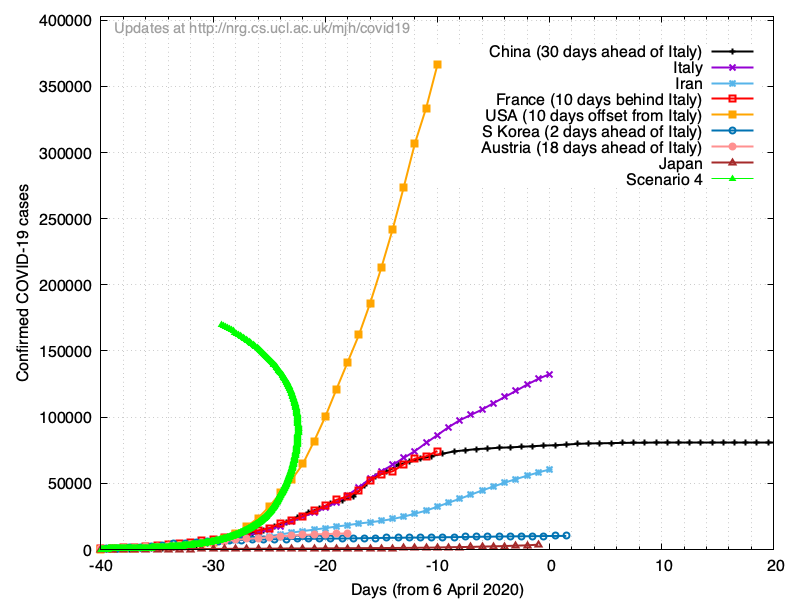 Updates at http://nrg.cs.ucl.ac.uk/mjh/covid19
China (30 days ahead of Italy)
Italy
Iran
France (10 days behind Italy)
USA (10 days offset from Italy)
S Korea (2 days ahead of Italy)
Austria (18 days ahead of Italy)
Japan
Scenario 4
Confirmed COVID-19 cases
400000
350000
300000
250000
200000
150000
100000
50000
0
-40 -30 -20 -10 0 10 20
Days (from 6 April 2020)